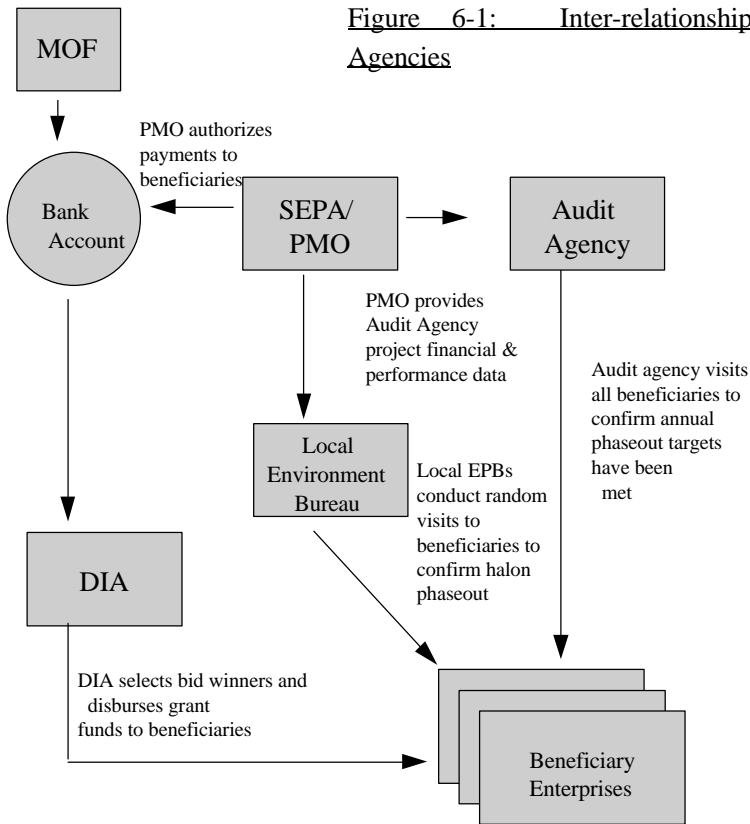 Figure 6-1: Inter-relationship
Agencies
MOF
PMO authorizes
payments to
beneficiaries
Bank
Account
SEPA/
PMO
Audit
Agency
PMO provides
Audit Agency
project financial &
performance data
Audit agency visits
all beneficiaries to
confirm annual
phaseout targets
have been
met
Local
Environment
Bureau
Local EPBs
conduct random
visits to
beneficiaries to
confirm halon
phaseout
DIA
DIA selects bid winners and
disburses grant
funds to beneficiaries
Beneficiary
Enterprises